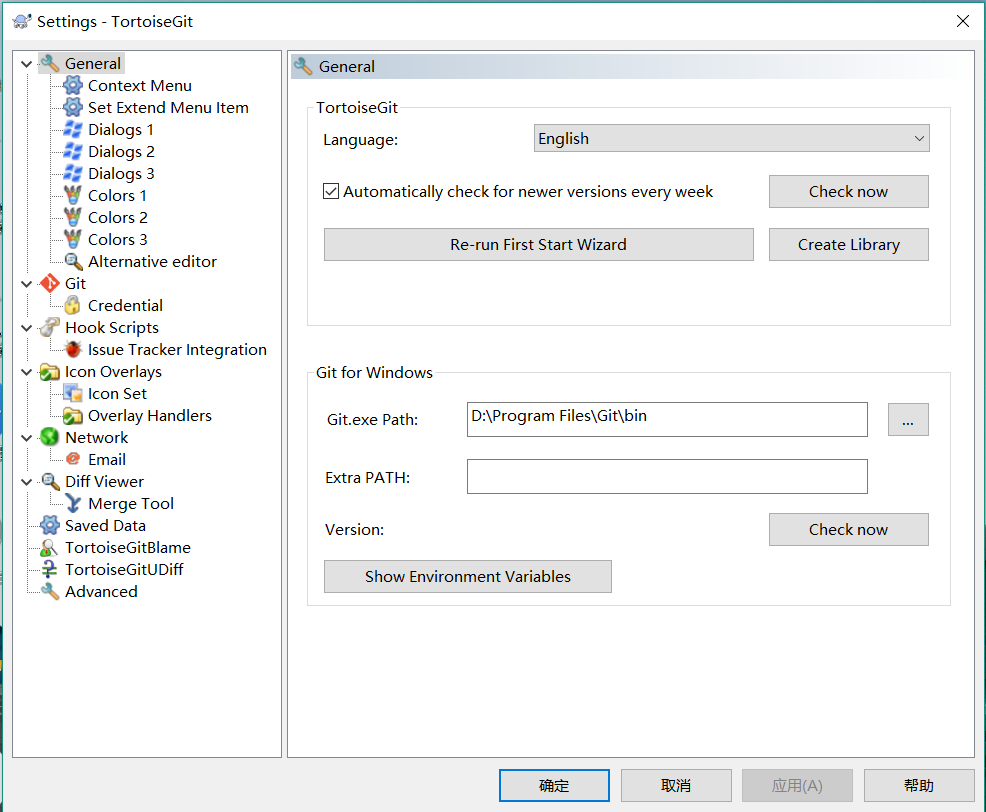 Settings - TortoiseGit
General
Context Menu
Set Extend Menu Item
Dialogs 1
Dialogs 2
Dialogs 3
Colors 1
Colors 2
Colors 3
Alternative editor
Git
Credential
Hook Scripts
Issue Tracker Integration
Icon Overlays
Icon Set
Overlay Handlers
Network
Email
Diff Viewer
Merge Tool
Saved Data
TortoiseGitBlame
TortoiseGitUDiff
Advanced
General
TortoiseGit
Language: English
Automatically check for newer versions every week Check now
Re-run First Start Wizard Create Library
Git for Windows
Git.exe Path: D:\Program Files\Git\bin ...
Extra PATH:
Version: Check now
Show Environment Variables
确定 取消 应用(A) 帮助